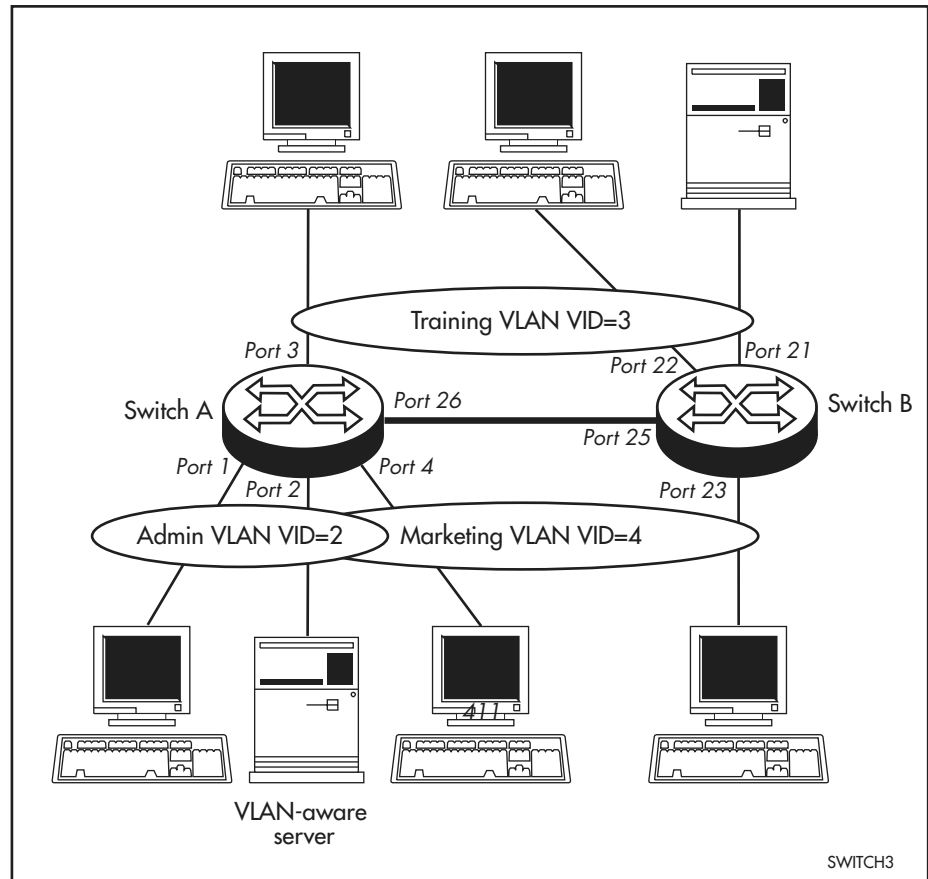 Training VLAN VID=3
Port 3
Port 22
Port 21
Switch A
Port 26
Switch B
Port 25
Port 1
Port 4
Port 2
Port 23
Admin VLAN VID=2
Marketing VLAN VID=4
411
VLAN-aware
server
SWITCH3